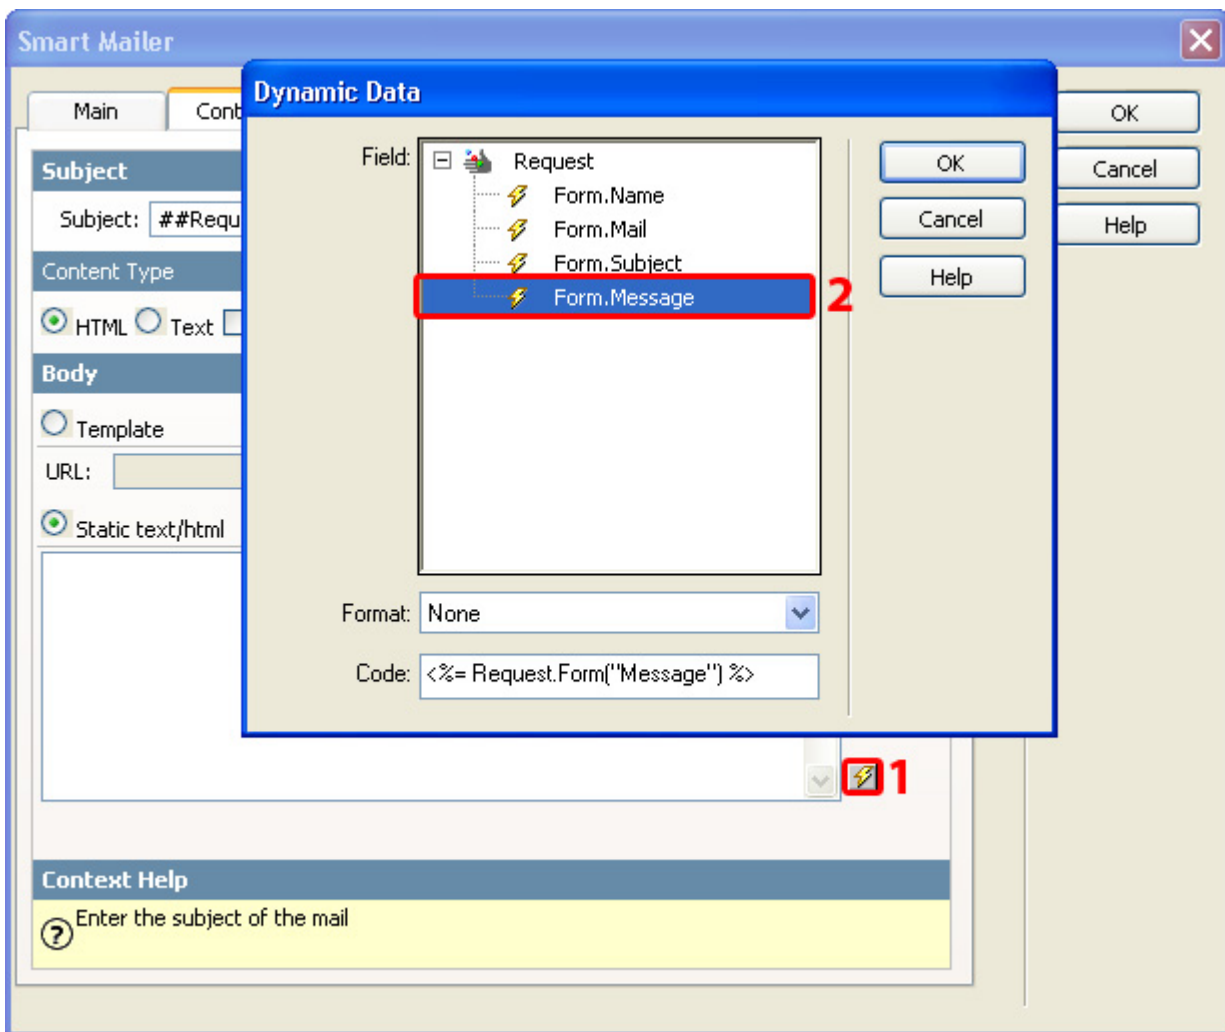 Smart Mailer
Dynamic Data
Main
Cont
OK
Cancel
Help
Subject
Subject: ##Requ
Content Type
HTML Text
Body
Template
URL:
Static text/html
Field:
Request
Form.Name
Form.Mail
Form.Subject
Form.Message
2
OK
Cancel
Help
Format: None
Code: <%= Request.Form("Message") %>
1
Context Help
Enter the subject of the mail
?